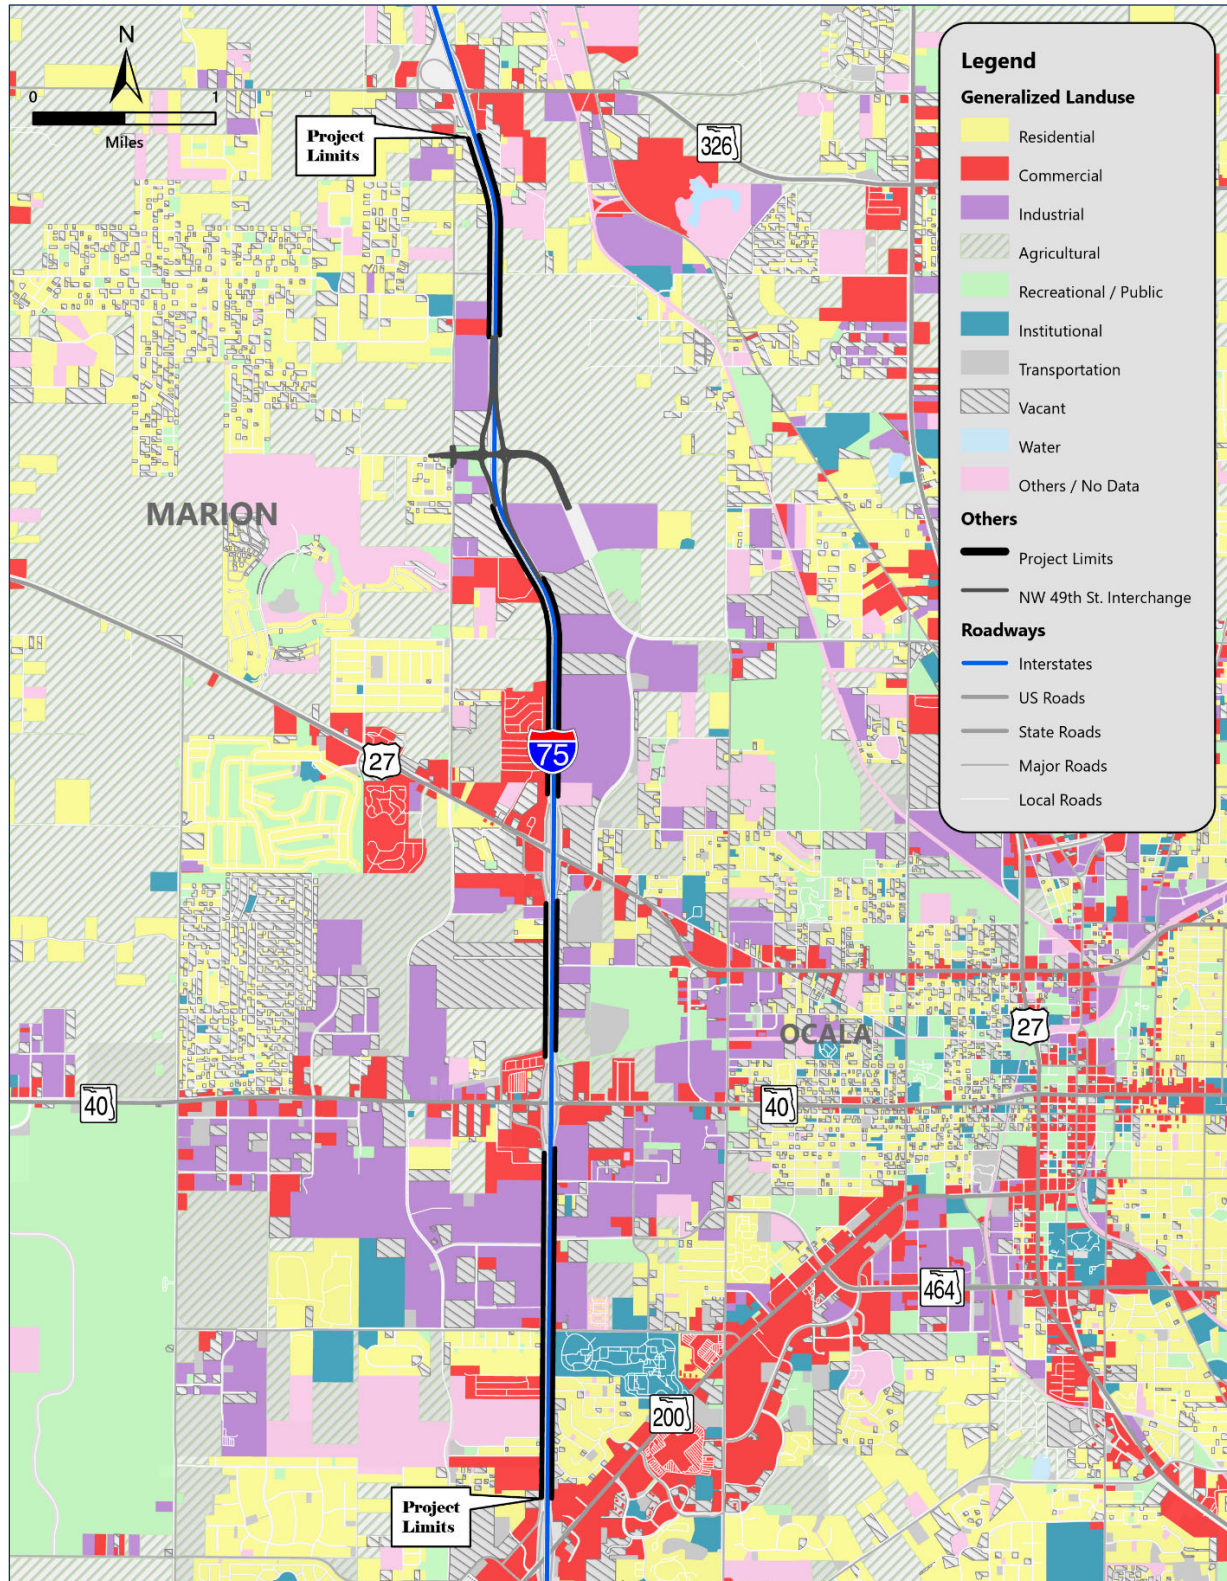 N
0 1
Miles
Project
Limits
326
MARION
27
75
OCALA
27
40
40
464
200
Project
Limits
Legend
Generalized Landuse
Residential
Commercial
Industrial
Agricultural
Recreational / Public
Institutional
Transportation
Vacant
Water
Others / No Data
Others
Project Limits
NW 49th St. Interchange
Roadways
Interstates
US Roads
State Roads
Major Roads
Local Roads